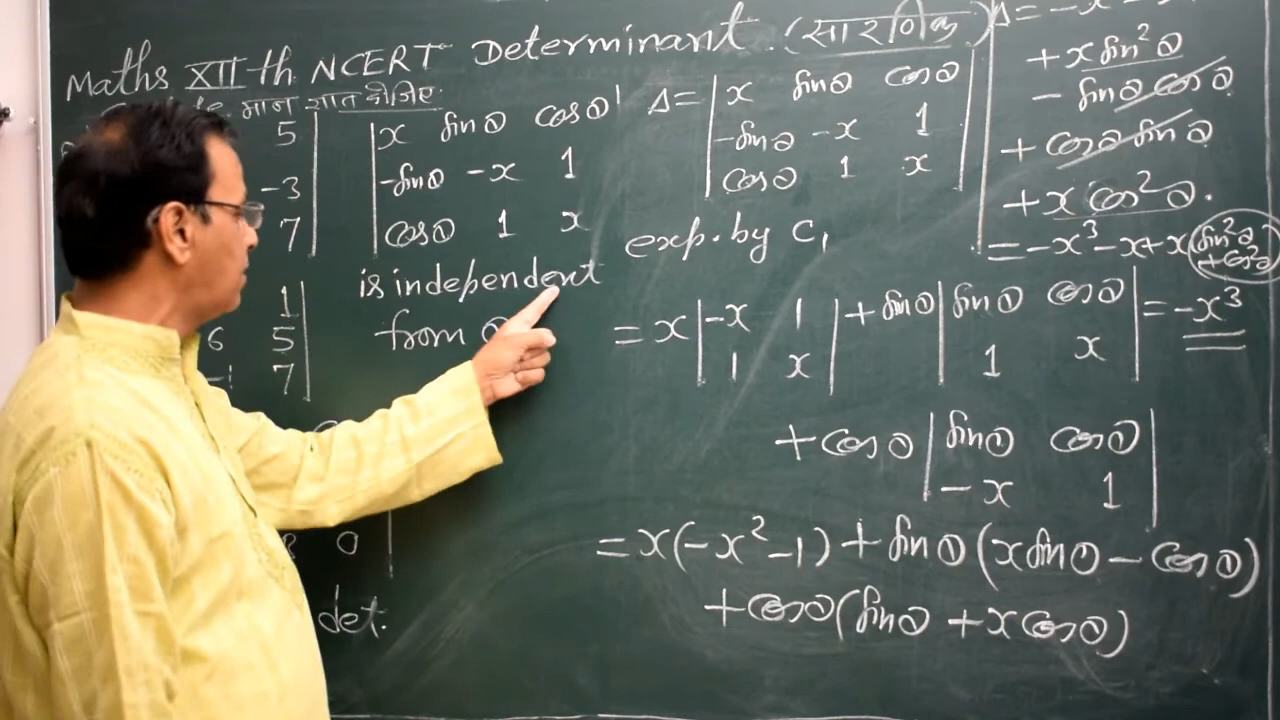 Maths XII th NCERT Determinant. (सारणिक)
मान ज्ञात कीजिए:
5
-3
7
1
6 5
-1 7
0
det.
|x sinθ cosθ|
|-sinθ -x 1|
|cosθ 1 x|
is independent
from θ
Δ= |x sinθ cosθ|
|-sinθ -x 1|
|cosθ 1 x|
exp. by C₁
= x |-x 1| + sinθ |sinθ cosθ|
|1 x| |1 x|
+ cosθ |sinθ cosθ|
|-x 1|
= x(-x²-1) + sinθ(x sinθ - cosθ)
+ cosθ(sinθ + x cosθ)
+ x sin²θ
- sinθ cosθ
+ cosθ sinθ
+ x cos²θ.
= -x³ - x + x(sin²θ
+cos²θ
= -x³